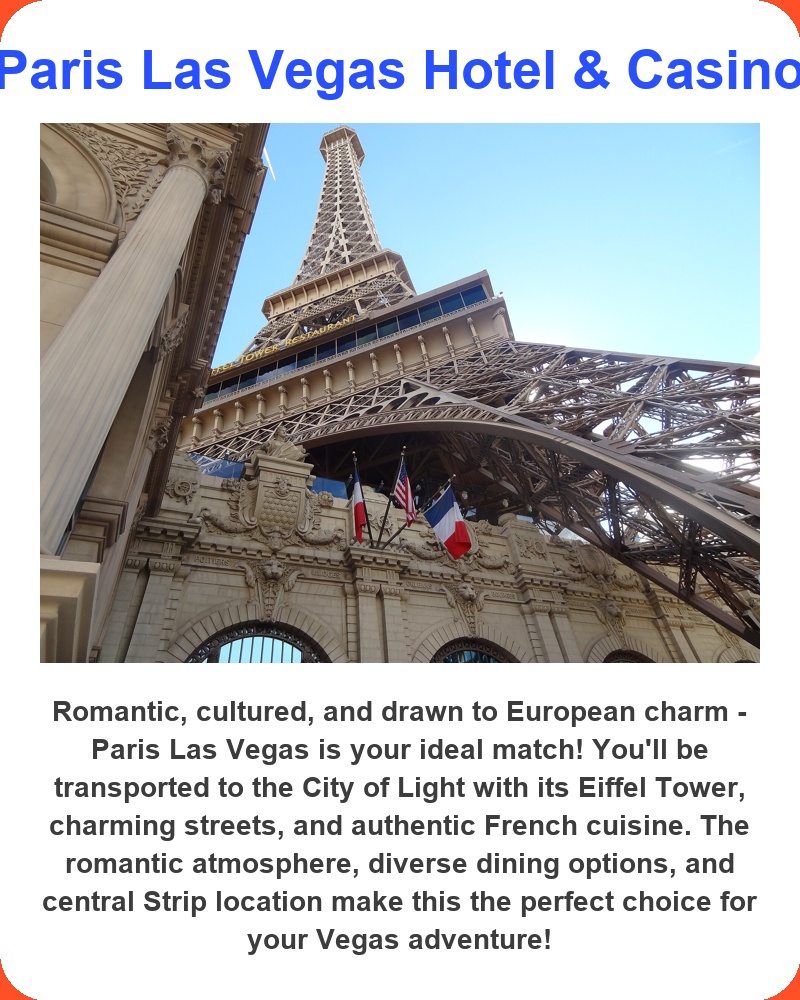 Paris Las Vegas Hotel & Casino
TOWER RESTAURANT
Romantic, cultured, and drawn to European charm -
Paris Las Vegas is your ideal match! You'll be
transported to the City of Light with its Eiffel Tower,
charming streets, and authentic French cuisine. The
romantic atmosphere, diverse dining options, and
central Strip location make this the perfect choice for
your Vegas adventure!